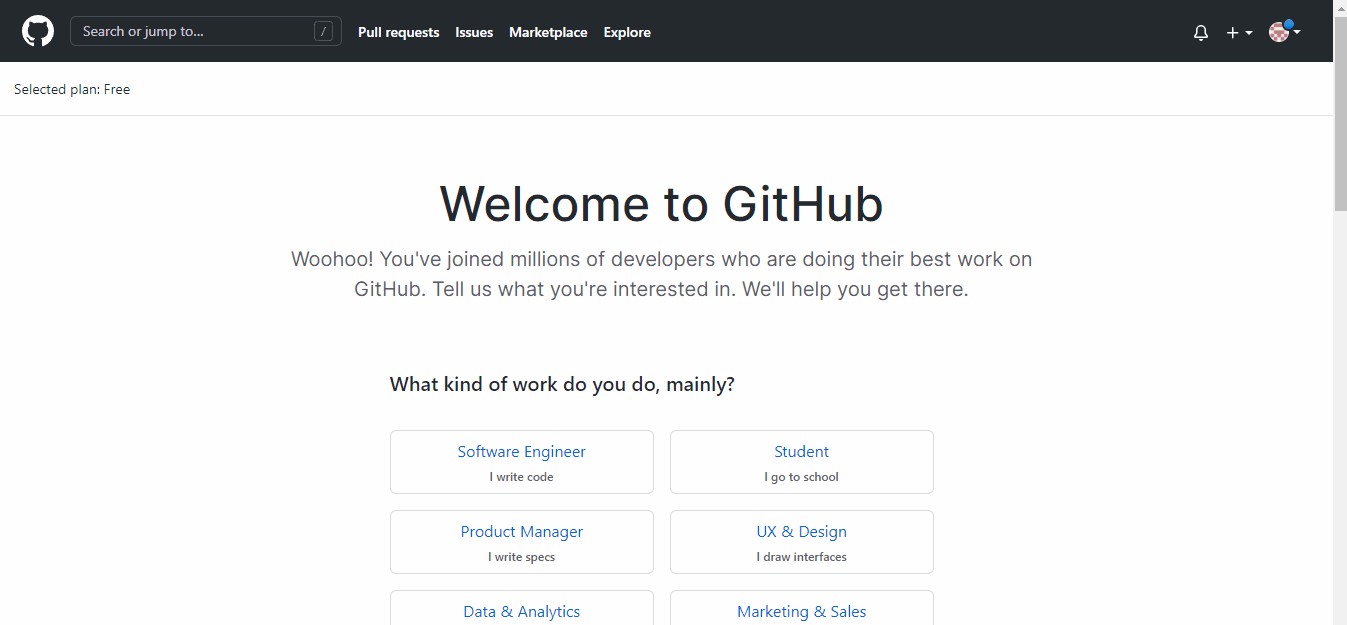 Search or jump to... /
Pull requests Issues Marketplace Explore
Selected plan: Free
Welcome to GitHub
Woohoo! You've joined millions of developers who are doing their best work on
GitHub. Tell us what you're interested in. We'll help you get there.
What kind of work do you do, mainly?
Software Engineer
I write code
Student
I go to school
Product Manager
I write specs
UX & Design
I draw interfaces
Data & Analytics
Marketing & Sales